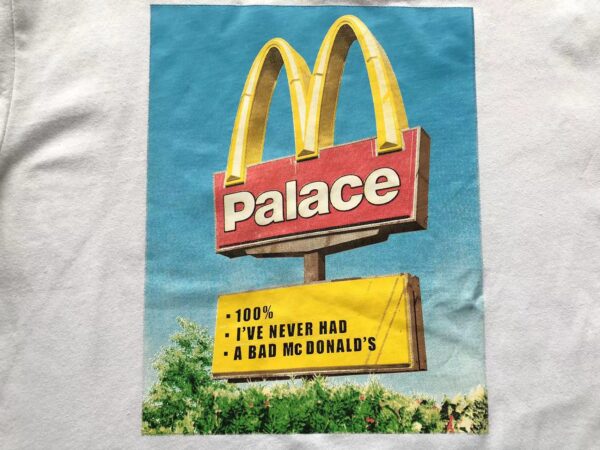 Palace
▪ 100%
▪ I'VE NEVER HAD
▪ A BAD McDONALD'S